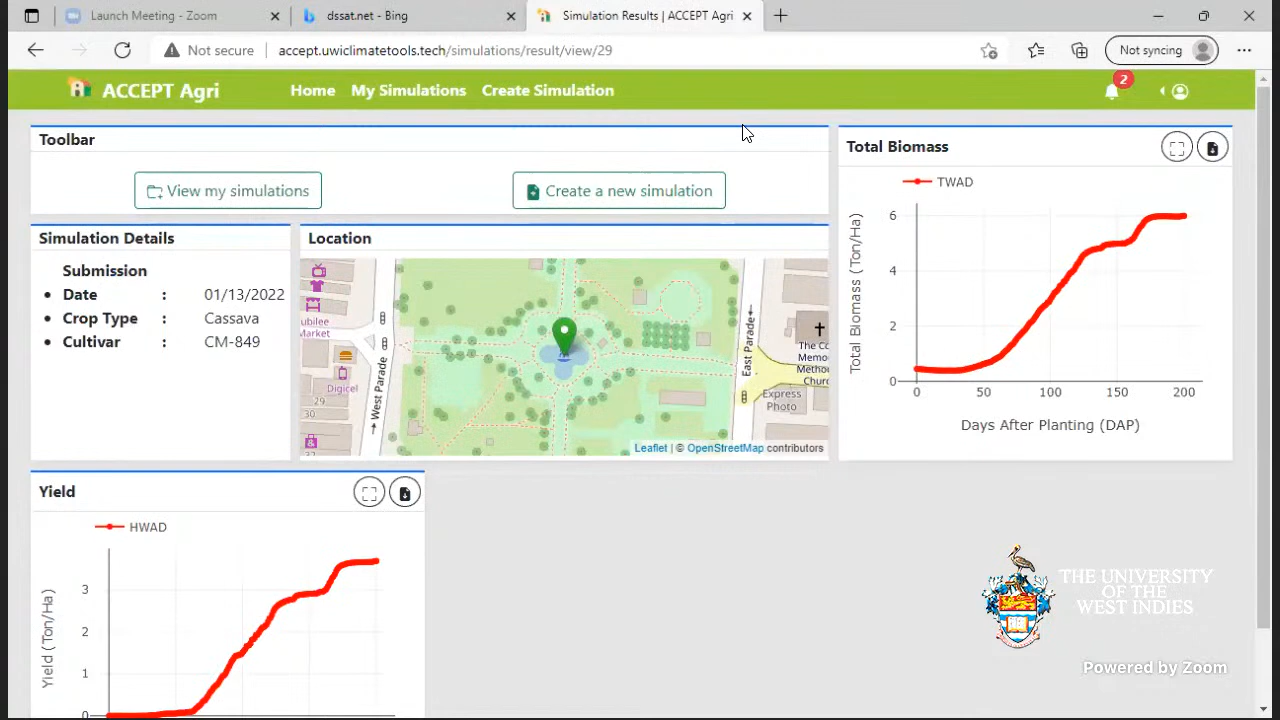 Launch Meeting - Zoom
dssat.net - Bing
Simulation Results | ACCEPT Agri
Not secure
accept.uwiclimatetools.tech/simulations/result/view/29
Not syncing
ACCEPT Agri
Home
My Simulations
Create Simulation
2
Toolbar
View my simulations
Create a new simulation
Simulation Details
Submission
Date : 01/13/2022
Crop Type : Cassava
Cultivar : CM-849
Location
Market
Digicel
29
30
31
West Parade
East Parade
The Co
Memor
Method
Churc
Express
Photo
Leaflet | © OpenStreetMap contributors
Total Biomass
TWAD
Total Biomass (Ton/Ha)
6
4
2
0
0 50 100 150 200
Days After Planting (DAP)
Yield
HWAD
Yield (Ton/Ha)
3
2
1
0
THE UNIVERSITY
OF THE
WEST INDIES
Powered by Zoom